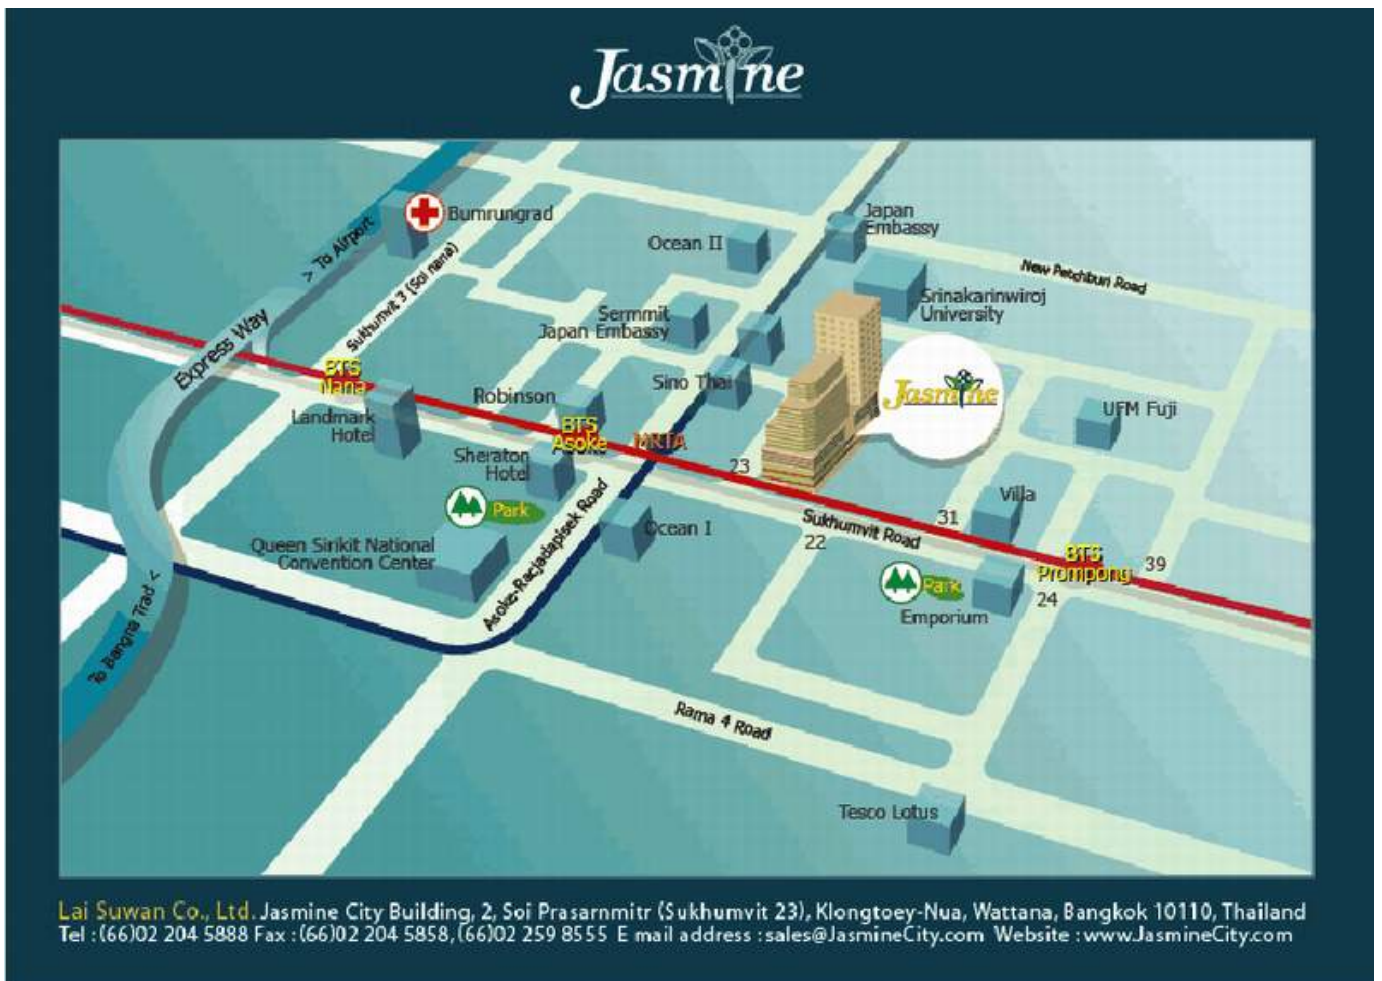 Jasmine
Bumrungrad
> To Airport
Sukhumvit 3 (Soi nana)
Express Way
Ocean II
Japan
Embassy
New Petchburi Road
Srinakarinwiroj
University
Sermmit
Japan Embassy
Sino Thai
Jasmine
UFM Fuji
BTS
Nana
Landmark
Hotel
Robinson
BTS
Asoke
MRTA
Sheraton
Hotel
23
Park
Asoke-Racjadapisek Road
Ocean I
Queen Sirikit National
Convention Center
Villa
31
Sukhumvit Road
22
BTS
Prompong
39
24
Park
Emporium
To Bangna Trad <
Rama 4 Road
Tesco Lotus
Lai Suwan Co., Ltd. Jasmine City Building, 2, Soi Prasarnmitr (Sukhumvit 23), Klongtoey-Nua, Wattana, Bangkok 10110, Thailand
Tel :(66)02 204 5888 Fax :(66)02 204 5858, (66)02 259 8555 E mail address :sales@JasmineCity.com Website :www.JasmineCity.com